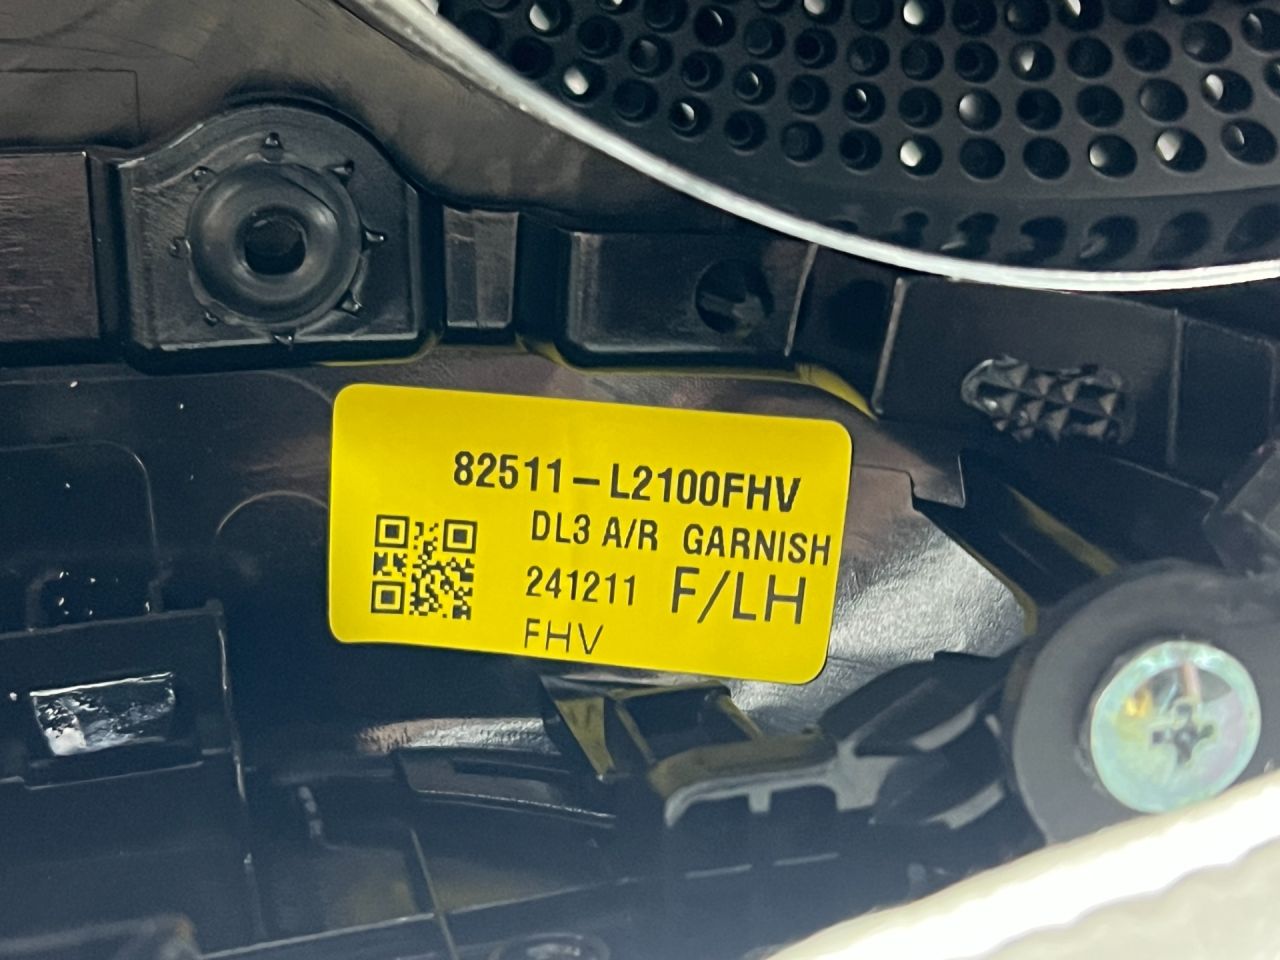 82511-L2100FHV
DL3 A/R GARNISH
241211 F/LH
FHV